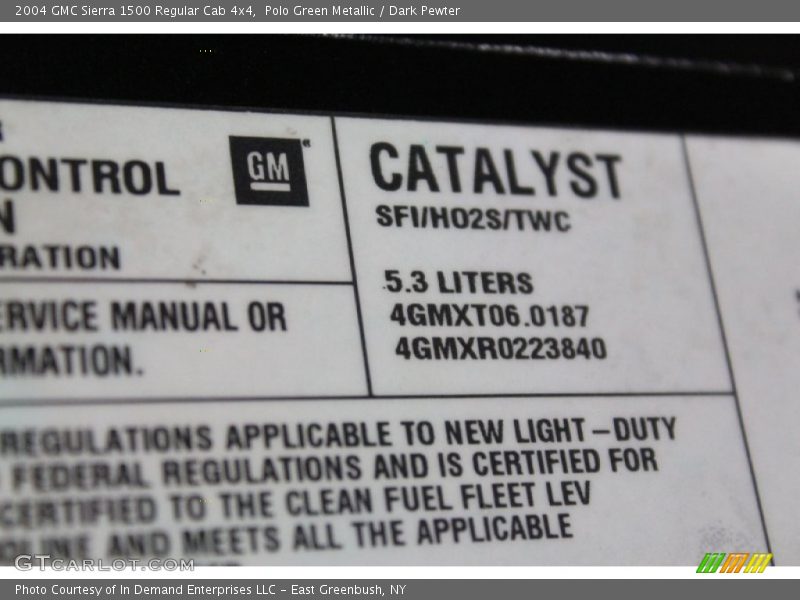 2004 GMC Sierra 1500 Regular Cab 4x4, Polo Green Metallic / Dark Pewter
ONTROL
GM
N
RATION
CATALYST
SFI/HO2S/TWC
5.3 LITERS
4GMXT06.0187
4GMXR0223840
ERVICE MANUAL OR
RMATION.
REGULATIONS APPLICABLE TO NEW LIGHT-DUTY
FEDERAL REGULATIONS AND IS CERTIFIED FOR
CERTIFIED TO THE CLEAN FUEL FLEET LEV
OLINE AND MEETS ALL THE APPLICABLE
GTCARLOT.COM
Photo Courtesy of In Demand Enterprises LLC - East Greenbush, NY